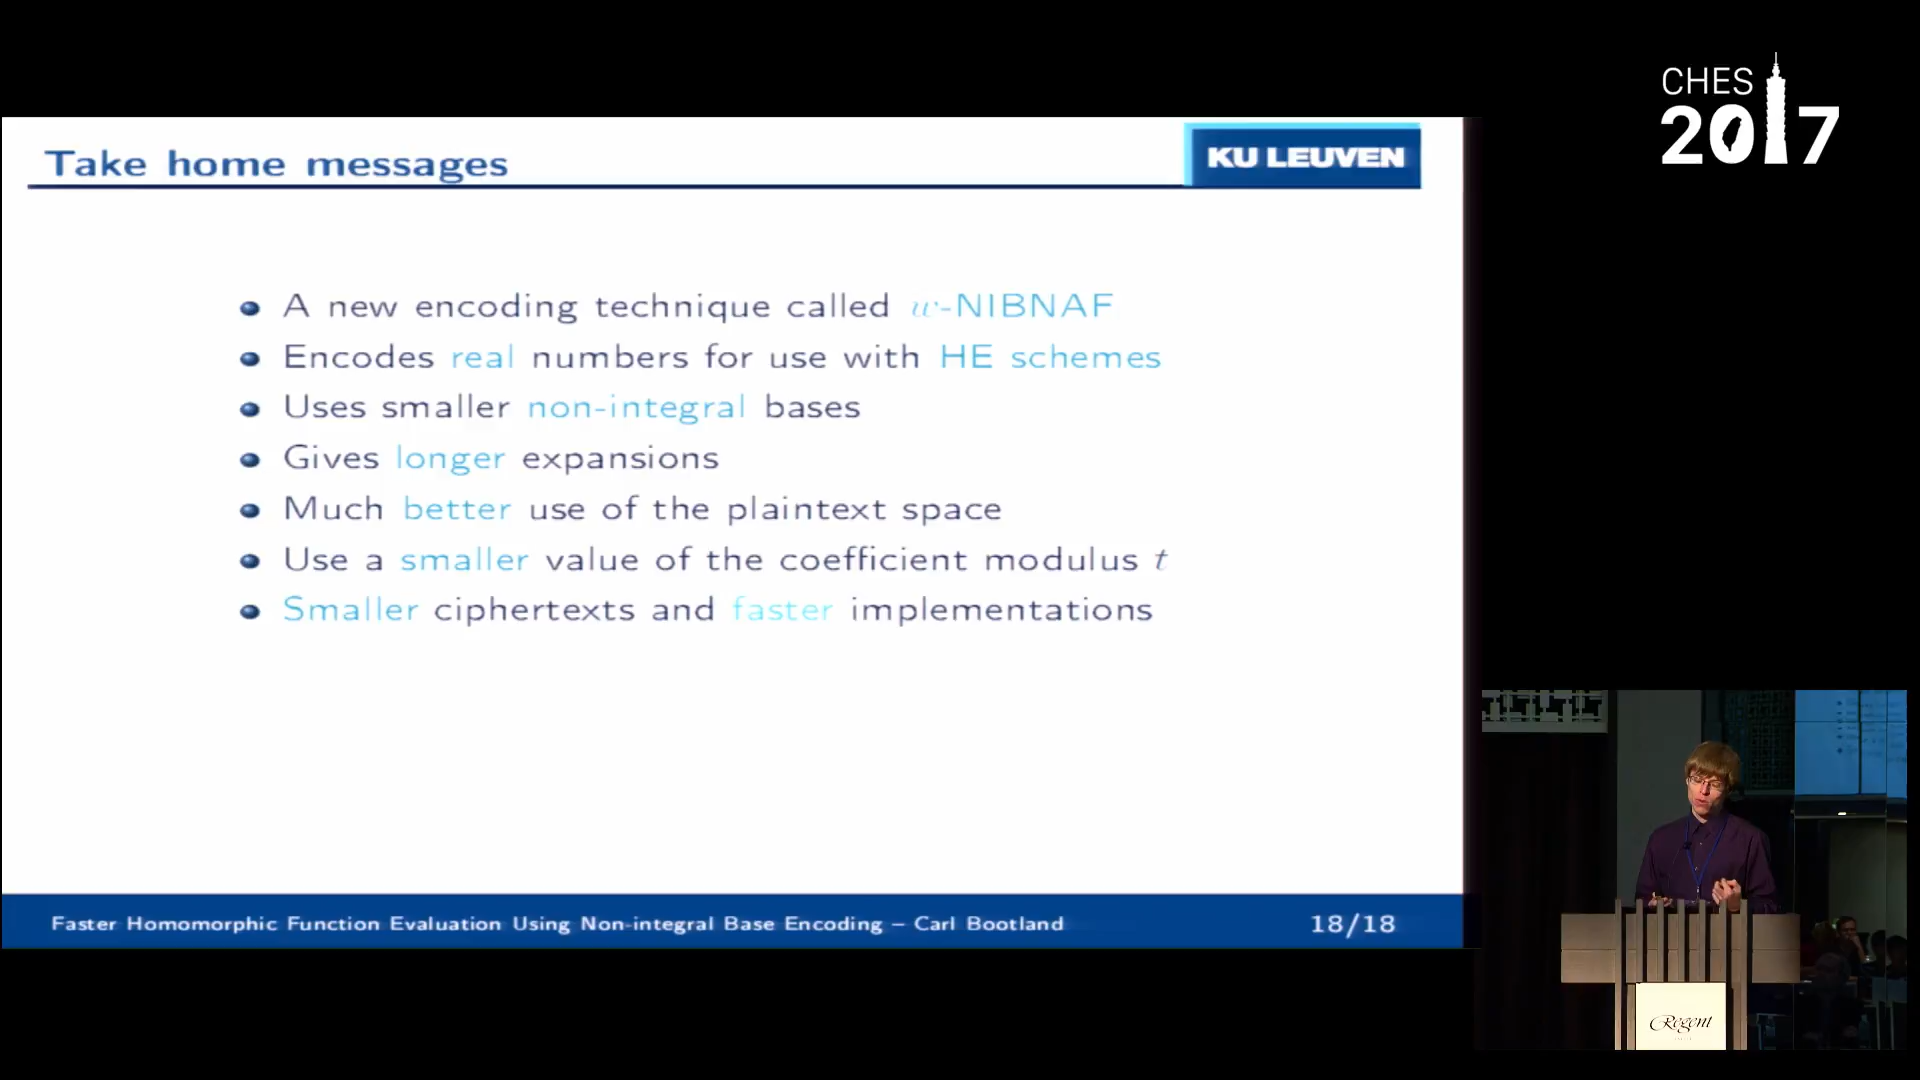 CHES
2017
Take home messages
KU LEUVEN
A new encoding technique called w-NIBNAF
Encodes real numbers for use with HE schemes
Uses smaller non-integral bases
Gives longer expansions
Much better use of the plaintext space
Use a smaller value of the coefficient modulus t
Smaller ciphertexts and faster implementations
Faster Homomorphic Function Evaluation Using Non-integral Base Encoding – Carl Bootland
18/18
Regent